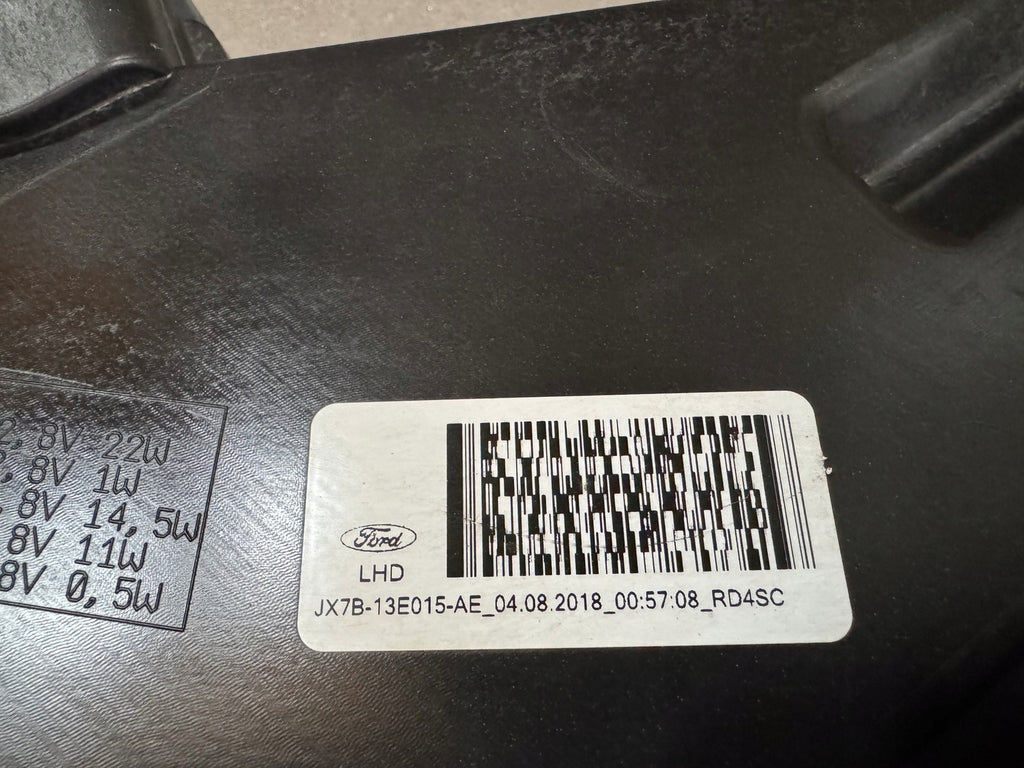 8V 22W
8V 1W
8V 14,5W
8V 11W
8V 0,5W
Ford
LHD
JX7B-13E015-AE_04.08.2018_00:57:08_RD4SC